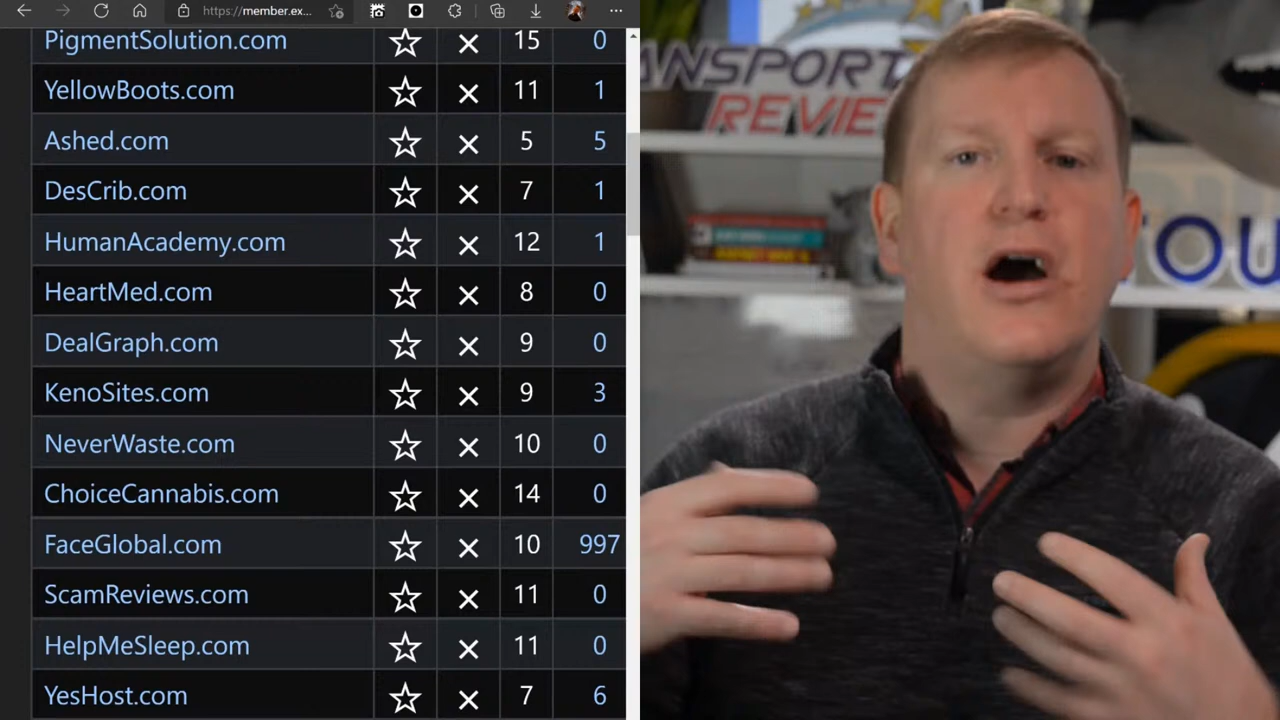 https://member.ex...
PigmentSolution.com 15 0
YellowBoots.com 11 1
Ashed.com 5 5
DesCrib.com 7 1
HumanAcademy.com 12 1
HeartMed.com 8 0
DealGraph.com 9 0
KenoSites.com 9 3
NeverWaste.com 10 0
ChoiceCannabis.com 14 0
FaceGlobal.com 10 997
ScamReviews.com 11 0
HelpMeSleep.com 11 0
YesHost.com 7 6
ANSPORT
REVIE
OU